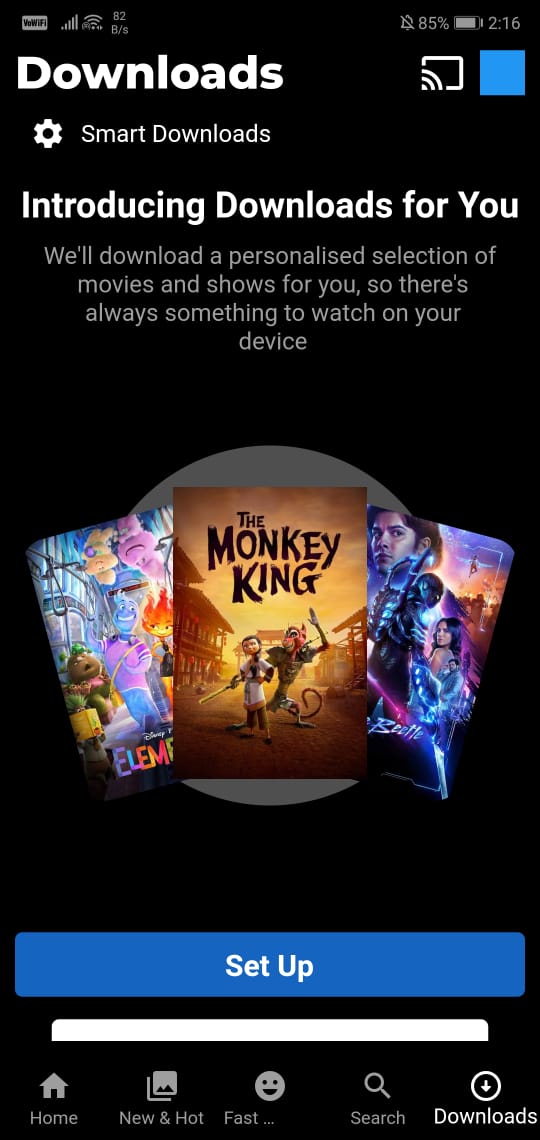 VoWiFi
82
B/s
85%
2:16
Downloads
Smart Downloads
Introducing Downloads for You
We'll download a personalised selection of
movies and shows for you, so there's
always something to watch on your
device
THE
MONKEY
KING
Disney
ELEME
Beetle
Set Up
Home
New & Hot
Fast ...
Search
Downloads